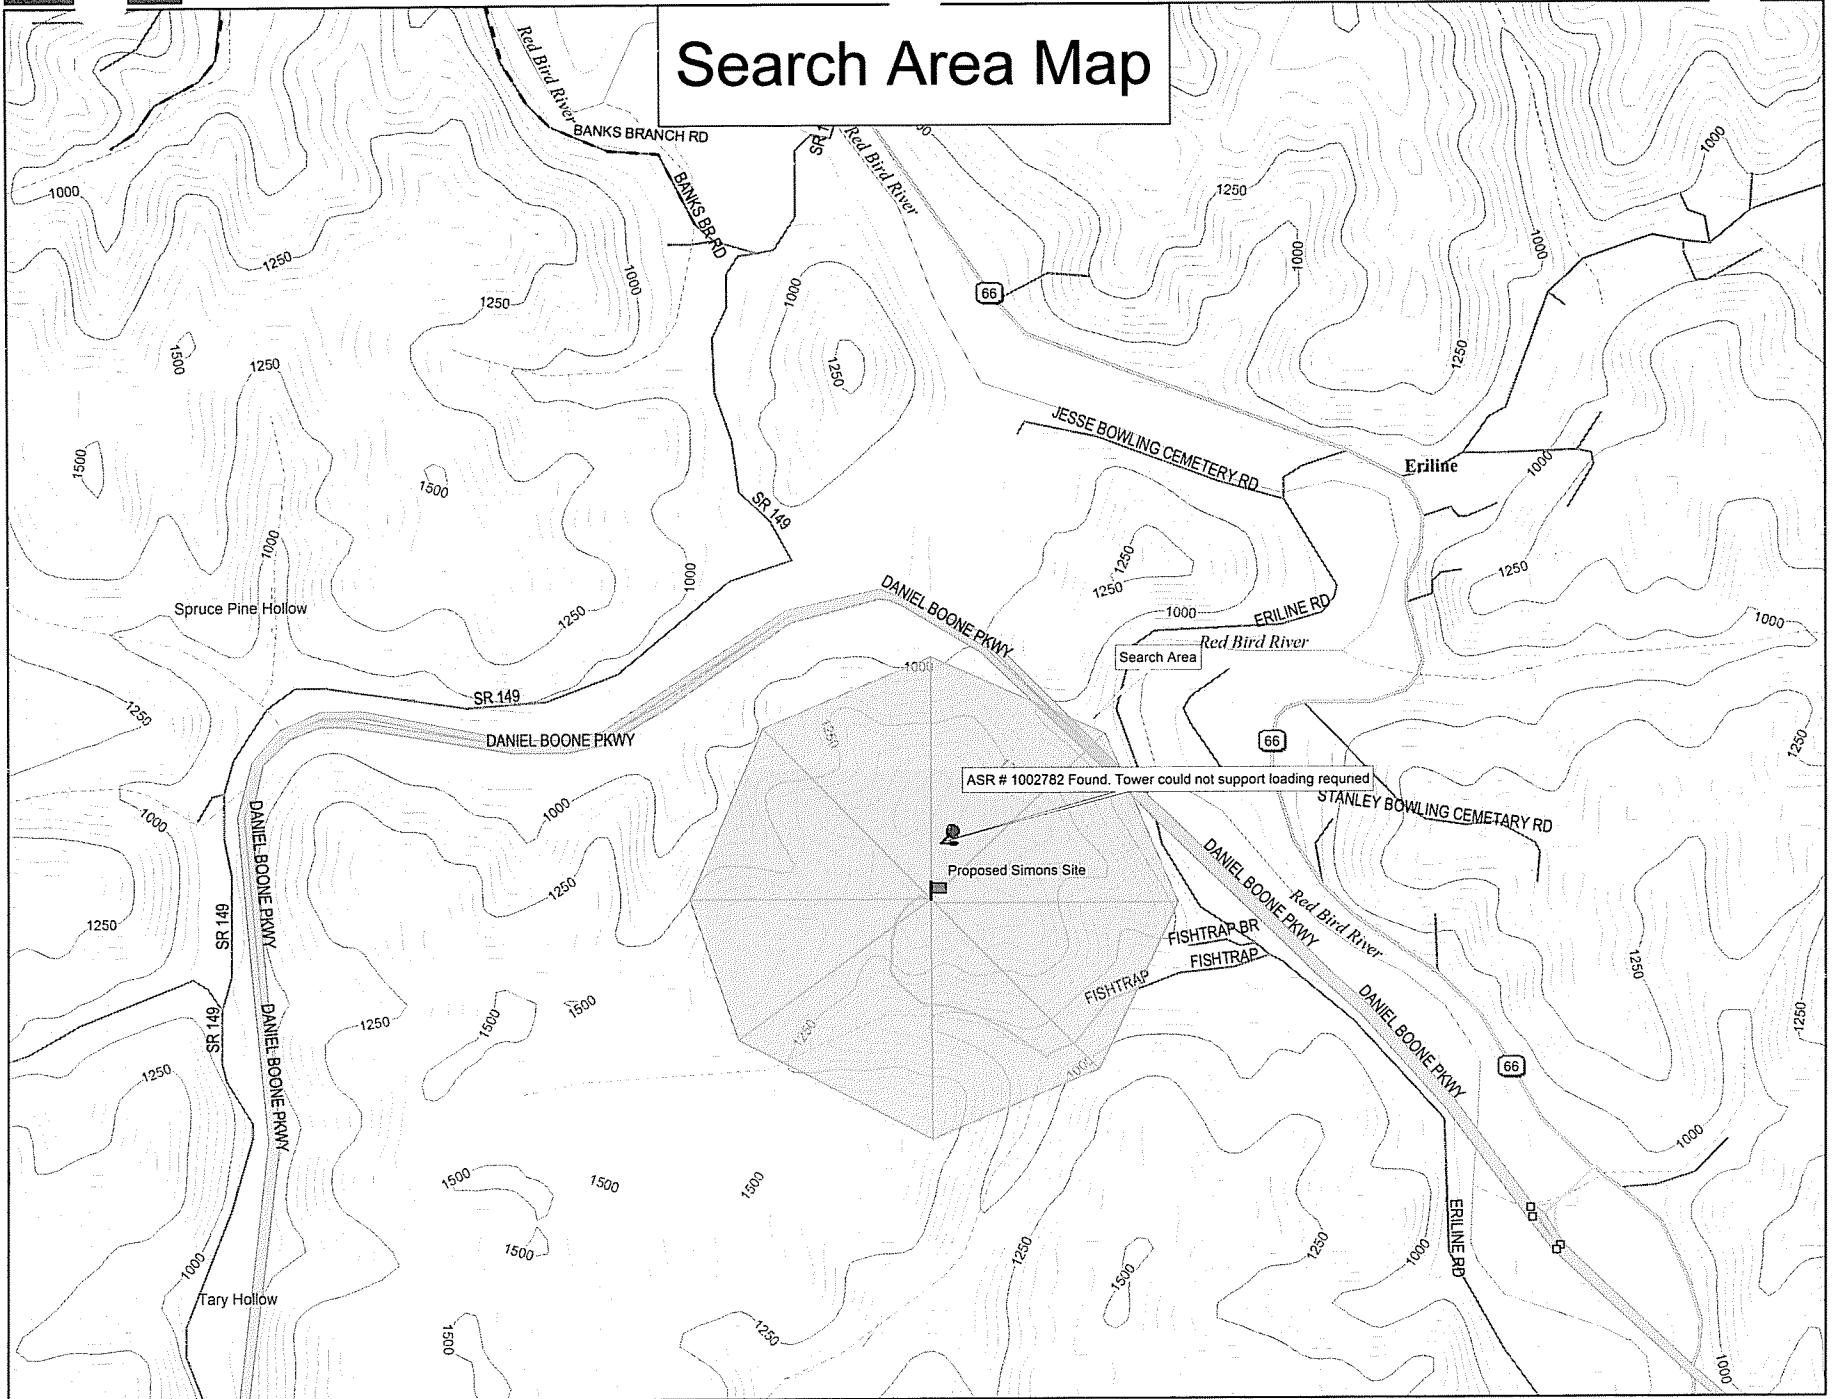 Search Area Map
Red Bird River
BANKS BRANCH RD
BANKS BR RD
SR 1
Red Bird River
00
1000
1250
1000
1000
1250
1250
1000
1000
1250
1000
1250
66
1500
1250
1250
JESSE BOWLING CEMETERY RD
Eriline
1000
1500
1500
SR 149
1000
1000
1250
1250
1250
Spruce Pine Hollow
1250
DANIEL BOONE PKWY
1000
ERILINE RD
1000
Red Bird River
Search Area
1000
SR 149
1250
DANIEL BOONE PKWY
1250
66
1250
ASR # 1002782 Found. Tower could not support loading requried
STANLEY BOWLING CEMETARY RD
1000
1000
DANIEL BOONE PKWY
Proposed Simons Site
DANIEL BOONE PKWY
1250
1250
SR 149
Red Bird River
FISHTRAP BR
FISHTRAP
FISHTRAP
1250
1250
DANIEL BOONE PKWY
1500
1500
1250
SR 149
DANIEL BOONE PKWY
1250
1250
1000
66
1000
1500
1500
1500
1500
ERILINE RD
1250
1250
1000
1500
1000
Tary Hollow
1500
1250
1000